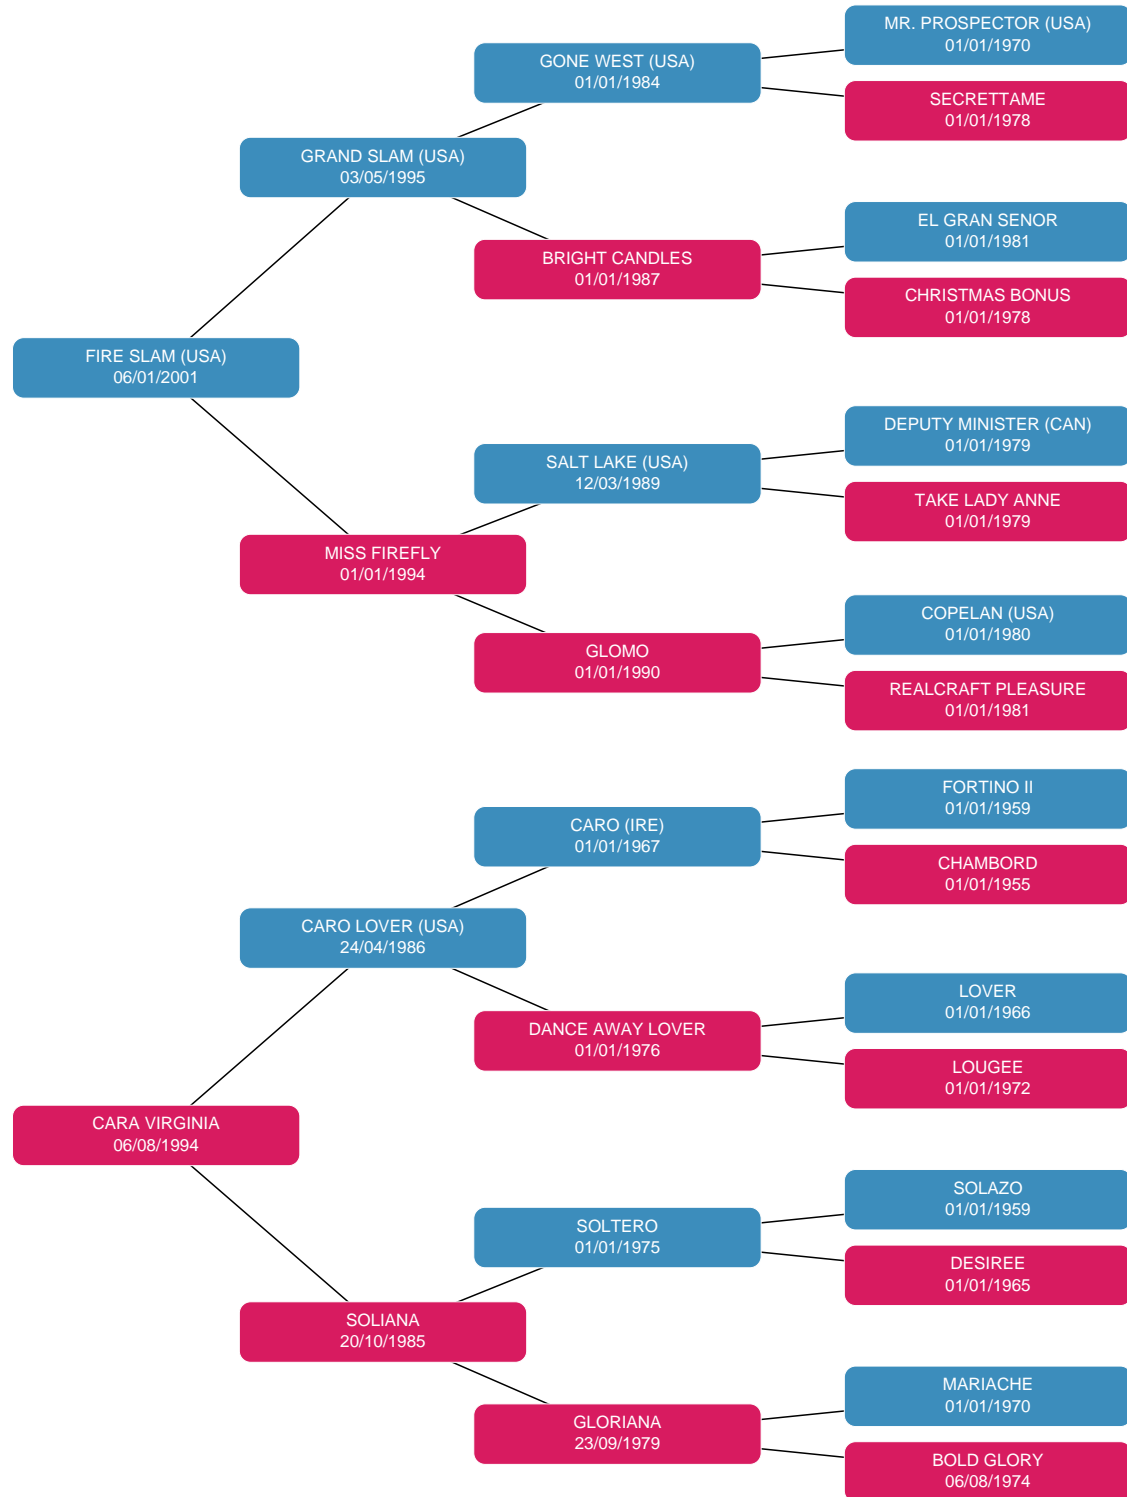 MR. PROSPECTOR (USA)
01/01/1970
GONE WEST (USA)
01/01/1984
SECRETTAME
01/01/1978
GRAND SLAM (USA)
03/05/1995
EL GRAN SENOR
01/01/1981
BRIGHT CANDLES
01/01/1987
CHRISTMAS BONUS
01/01/1978
FIRE SLAM (USA)
06/01/2001
DEPUTY MINISTER (CAN)
01/01/1979
SALT LAKE (USA)
12/03/1989
TAKE LADY ANNE
01/01/1979
MISS FIREFLY
01/01/1994
COPELAN (USA)
01/01/1980
GLOMO
01/01/1990
REALCRAFT PLEASURE
01/01/1981
FORTINO II
01/01/1959
CARO (IRE)
01/01/1967
CHAMBORD
01/01/1955
CARO LOVER (USA)
24/04/1986
LOVER
01/01/1966
DANCE AWAY LOVER
01/01/1976
LOUGEE
01/01/1972
CARA VIRGINIA
06/08/1994
SOLAZO
01/01/1959
SOLTERO
01/01/1975
DESIREE
01/01/1965
SOLIANA
20/10/1985
MARIACHE
01/01/1970
GLORIANA
23/09/1979
BOLD GLORY
06/08/1974